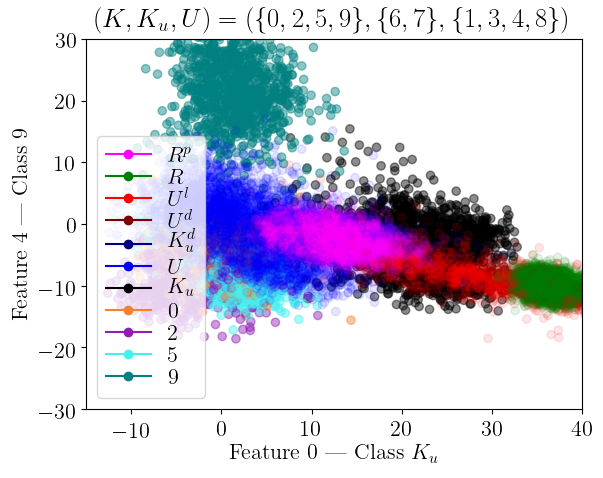 (K, K_u, U) = ({0, 2, 5, 9}, {6, 7}, {1, 3, 4, 8})
30
20
10
0
−10
−20
−30
Feature 4 — Class 9
R^p
R
U^l
U^d
K_u^d
U
K_u
0
2
5
9
−10
0
10
20
30
40
Feature 0 — Class K_u